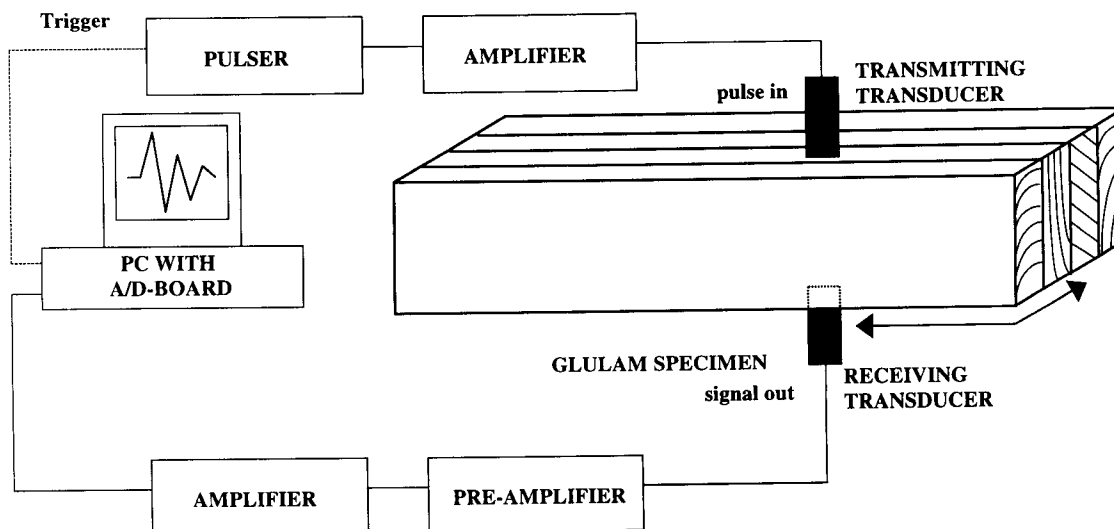 Trigger
PULSER
AMPLIFIER
pulse in
TRANSMITTING
TRANSDUCER
PC WITH
A/D-BOARD
GLULAM SPECIMEN
signal out
RECEIVING
TRANSDUCER
AMPLIFIER
PRE-AMPLIFIER